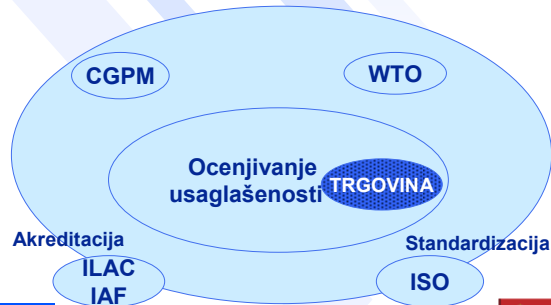 CGPM
WTO
Ocenjivanje
usaglašenosti
TRGOVINA
Akreditacija
Standardizacija
ILAC
IAF
ISO